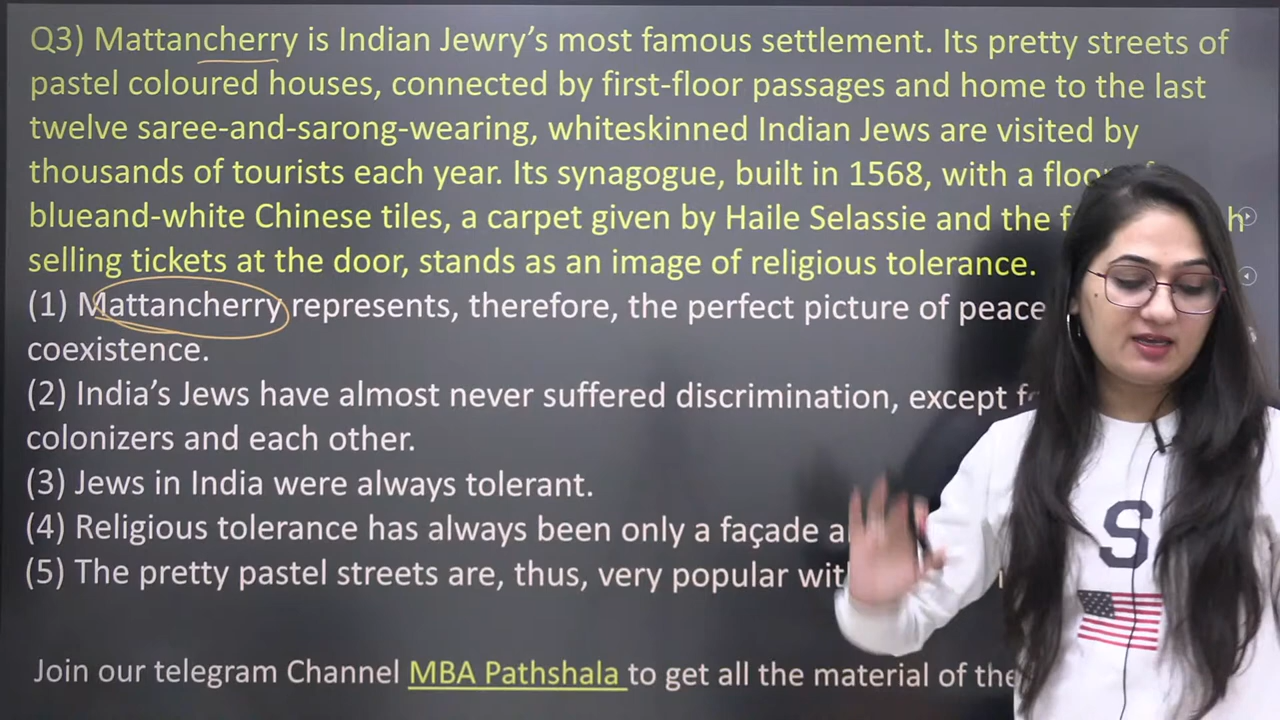 Q3) Mattancherry is Indian Jewry’s most famous settlement. Its pretty streets of
pastel coloured houses, connected by first-floor passages and home to the last
twelve saree-and-sarong-wearing, whiteskinned Indian Jews are visited by
thousands of tourists each year. Its synagogue, built in 1568, with a
blueand-white Chinese tiles, a carpet given by Haile Selassie and the
selling tickets at the door, stands as an image of religious tolerance.
(1) Mattancherry represents, therefore, the perfect picture of
coexistence.
(2) India’s Jews have almost never suffered discrimination, except
colonizers and each other.
(3) Jews in India were always tolerant.
(4) Religious tolerance has always been only a façade
(5) The pretty pastel streets are, thus, very popular
Join our telegram Channel MBA Pathshala to get all the material of
S